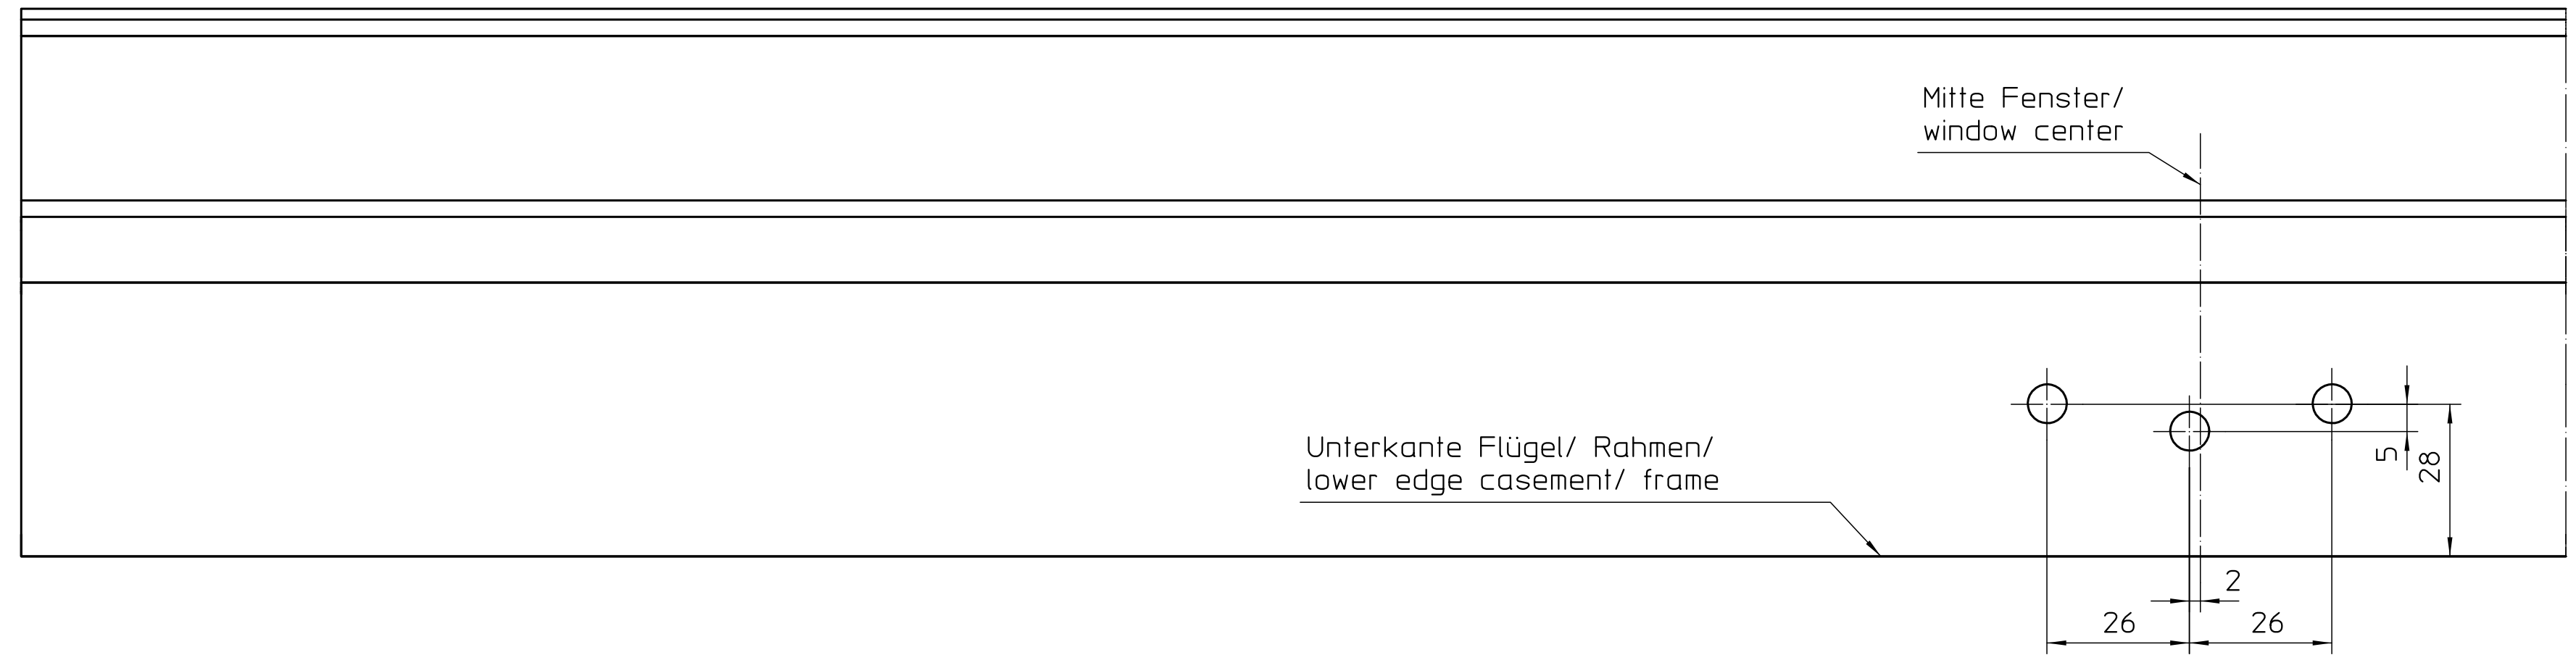 Mitte Fenster/
window center
Unterkante Flügel/ Rahmen/
lower edge casement/ frame
5
28
2
26
26